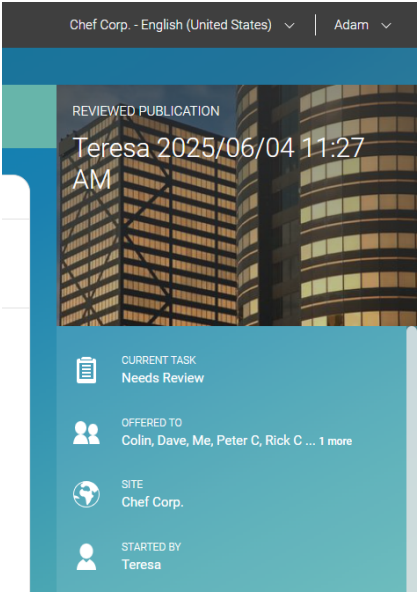 Chef Corp. - English (United States) Adam
REVIEWED PUBLICATION
Teresa 2025/06/04 11:27
AM
CURRENT TASK
Needs Review
OFFERED TO
Colin, Dave, Me, Peter C, Rick C ... 1 more
SITE
Chef Corp.
STARTED BY
Teresa